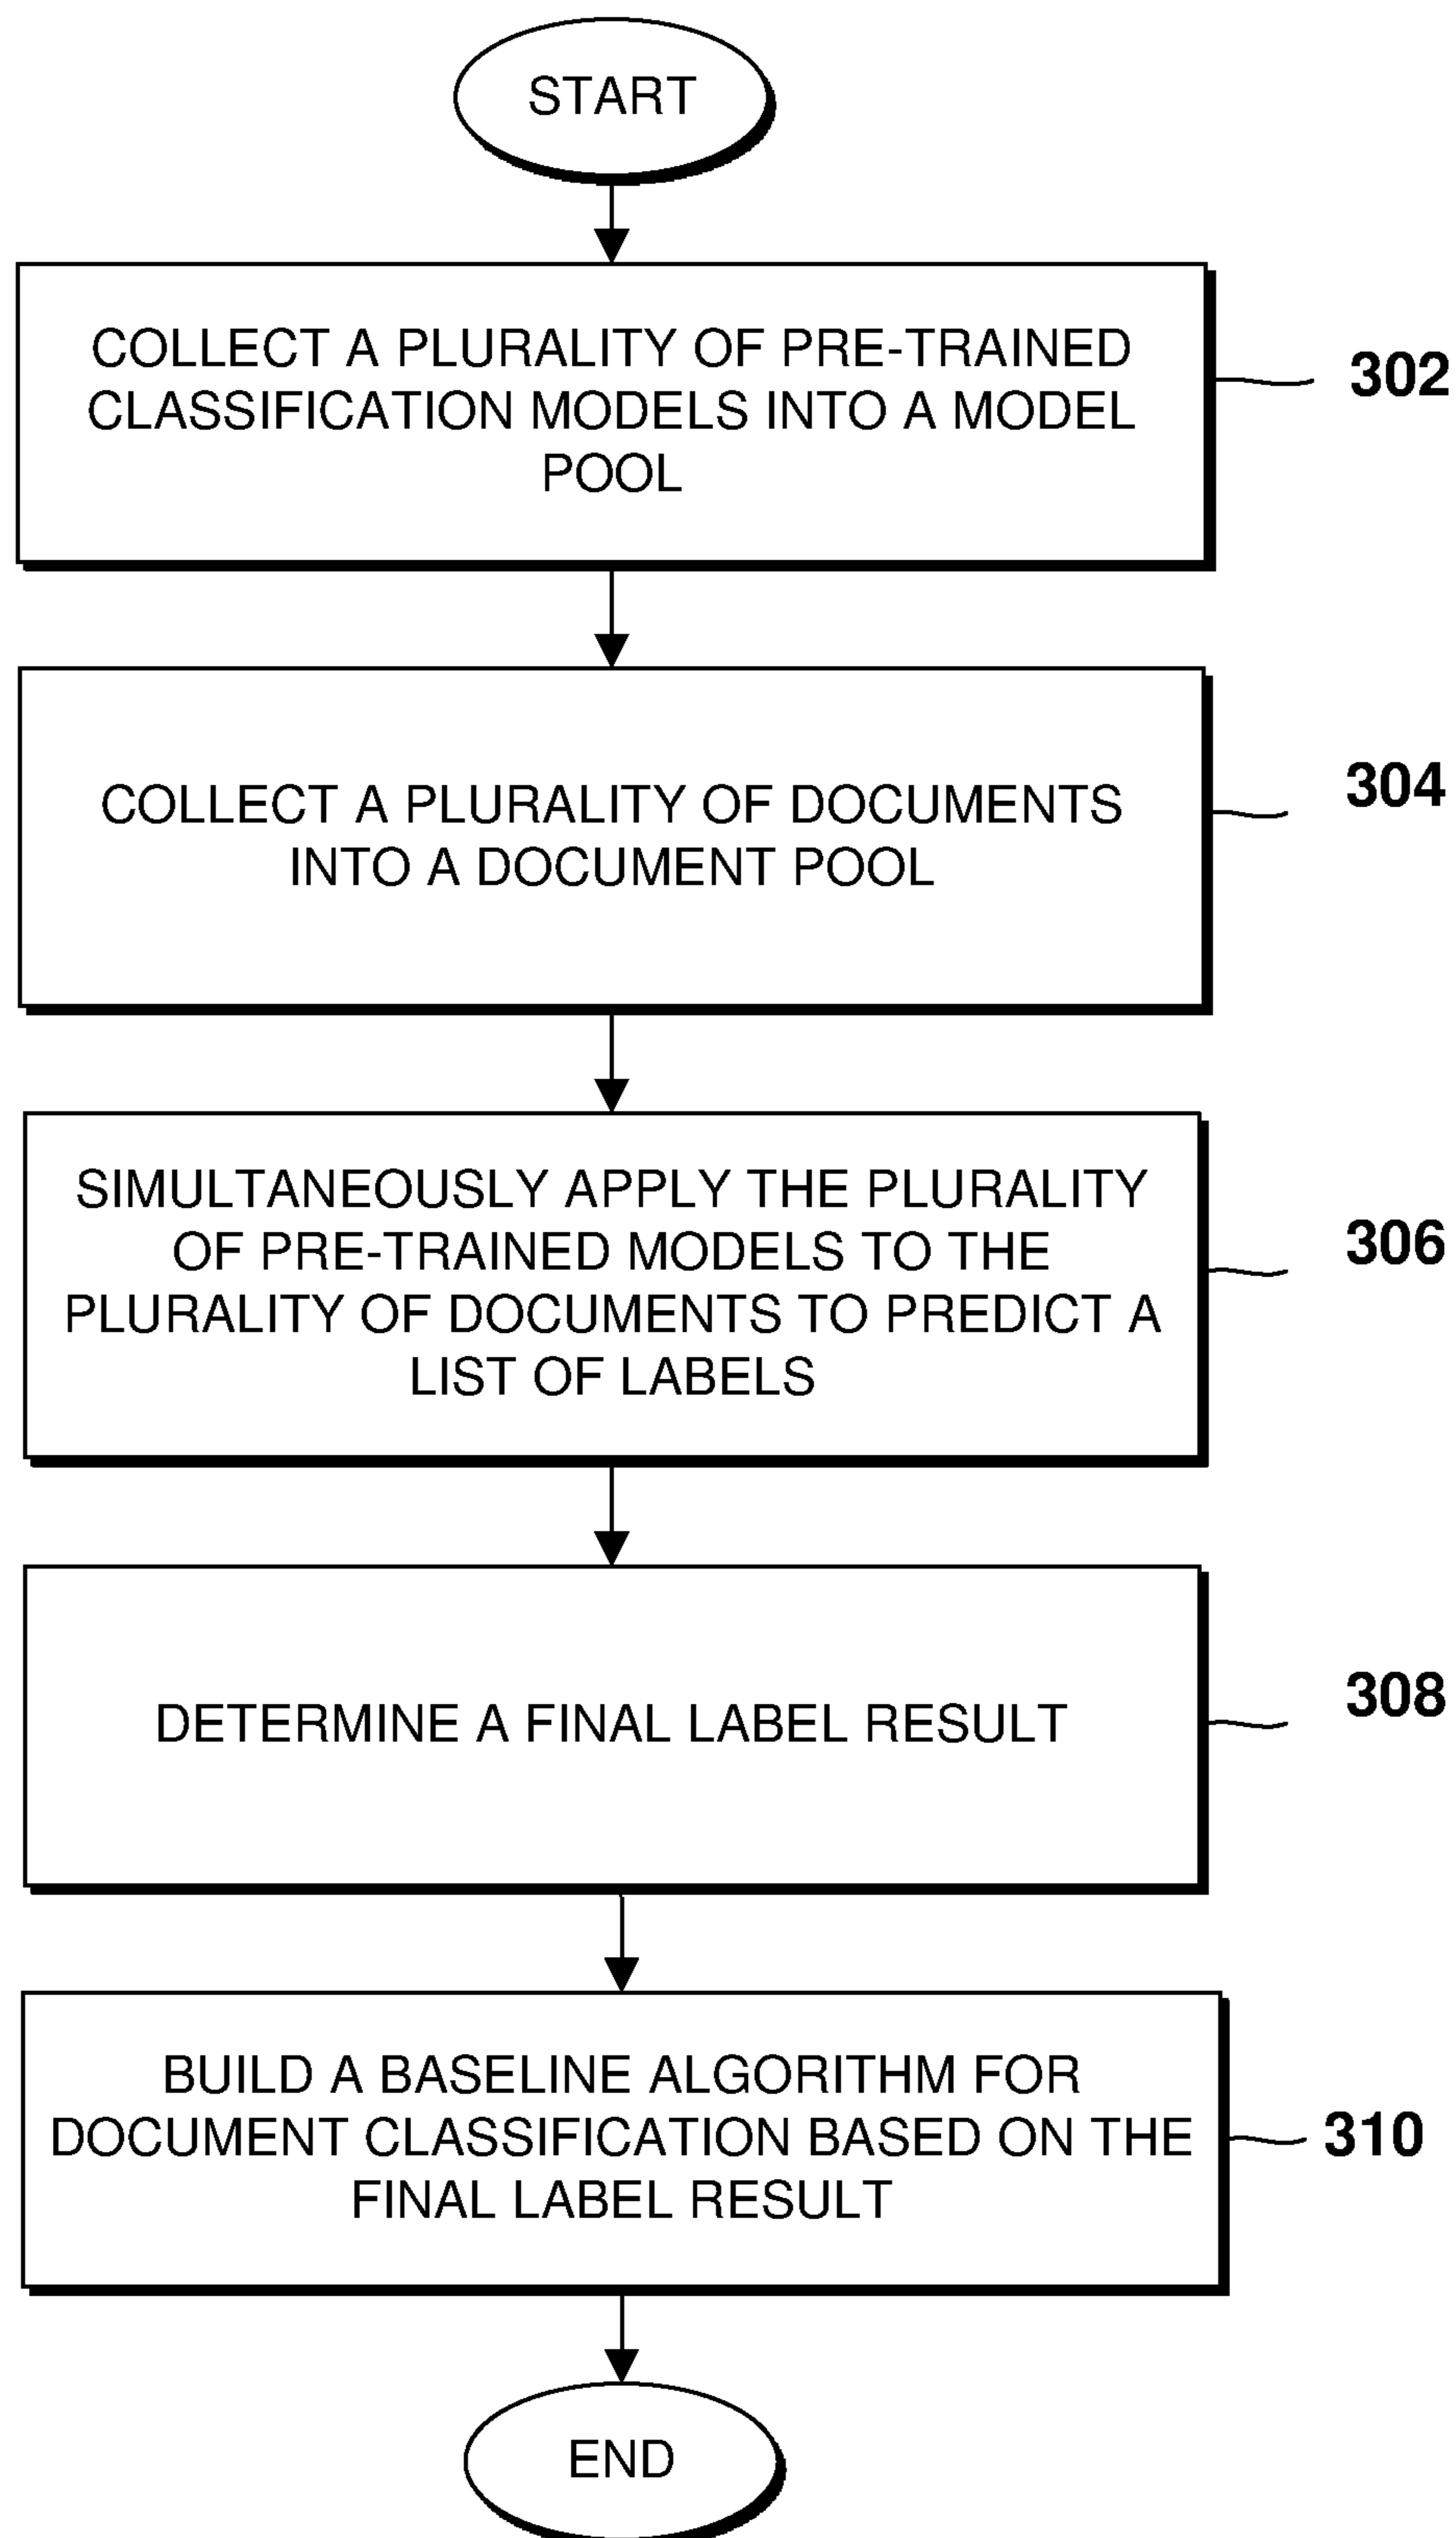 START
COLLECT A PLURALITY OF PRE-TRAINED
CLASSIFICATION MODELS INTO A MODEL
POOL
302
COLLECT A PLURALITY OF DOCUMENTS
INTO A DOCUMENT POOL
304
SIMULTANEOUSLY APPLY THE PLURALITY
OF PRE-TRAINED MODELS TO THE
PLURALITY OF DOCUMENTS TO PREDICT A
LIST OF LABELS
306
DETERMINE A FINAL LABEL RESULT
308
BUILD A BASELINE ALGORITHM FOR
DOCUMENT CLASSIFICATION BASED ON THE
FINAL LABEL RESULT
310
END